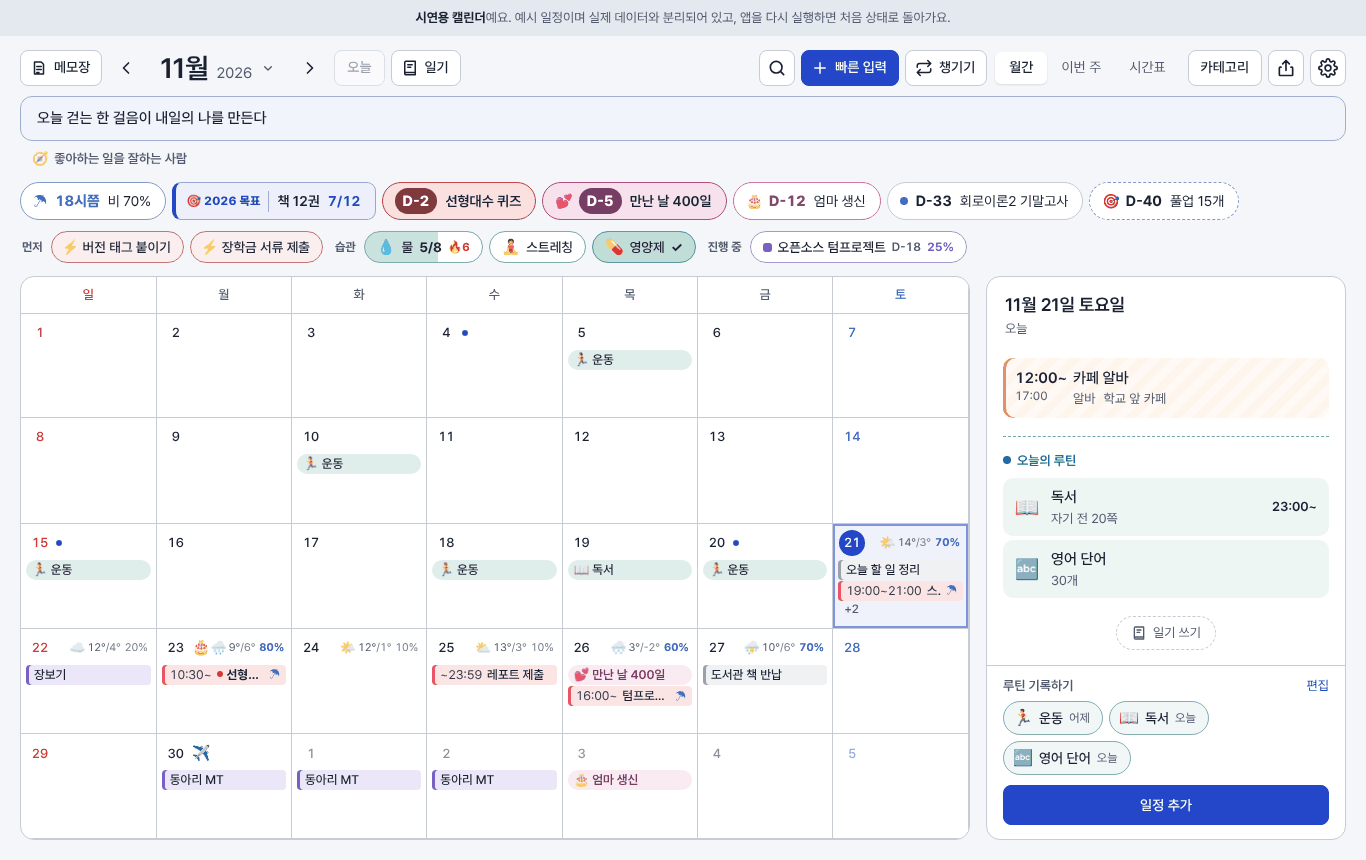 시연용 캘린더예요. 예시 일정이며 실제 데이터와 분리되어 있고, 앱을 다시 실행하면 처음 상태로 돌아가요.
메모장 11월 2026 오늘 일기 빠른 입력 챙기기 월간 이번 주 시간표 카테고리
오늘 걷는 한 걸음이 내일의 나를 만든다
🧭 좋아하는 일을 잘하는 사람
☂ 18시쯤 비 70% 🎯 2026 목표 책 12권 7/12 D-2 선형대수 퀴즈 💕 D-5 만난 날 400일 🎂 D-12 엄마 생신 D-33 회로이론2 기말고사 🎯 D-40 풀업 15개
먼저 ⚡ 버전 태그 붙이기 ⚡ 장학금 서류 제출 습관 💧 물 5/8 🔥6 스트레칭 💊 영양제 ✓ 진행 중 오픈소스 텀프로젝트 D-18 25%
일 월 화 수 목 금 토
1 2 3 4 5 6 7
🏃 운동
8 9 10 11 12 13 14
🏃 운동
15 16 17 18 19 20 21 14°/3° 70%
🏃 운동 🏃 운동 📖 독서 🏃 운동 오늘 할 일 정리
19:00~21:00 스.
+2
22 12°/4° 20% 23 🎂 9°/6° 80% 24 12°/1° 10% 25 13°/3° 10% 26 3°/-2° 60% 27 10°/6° 70% 28
장보기 10:30~ 선형... ~23:59 레포트 제출 💕 만난 날 400일 도서관 책 반납
16:00~ 텀프로...
29 30 ✈️ 1 2 3 4 5
동아리 MT 동아리 MT 동아리 MT 🎂 엄마 생신
11월 21일 토요일
오늘
12:00~ 카페 알바
17:00 알바 학교 앞 카페
오늘의 루틴
📖 독서 23:00~
자기 전 20쪽
abc 영어 단어
30개
일기 쓰기
루틴 기록하기 편집
🏃 운동 어제 📖 독서 오늘
abc 영어 단어 오늘
일정 추가